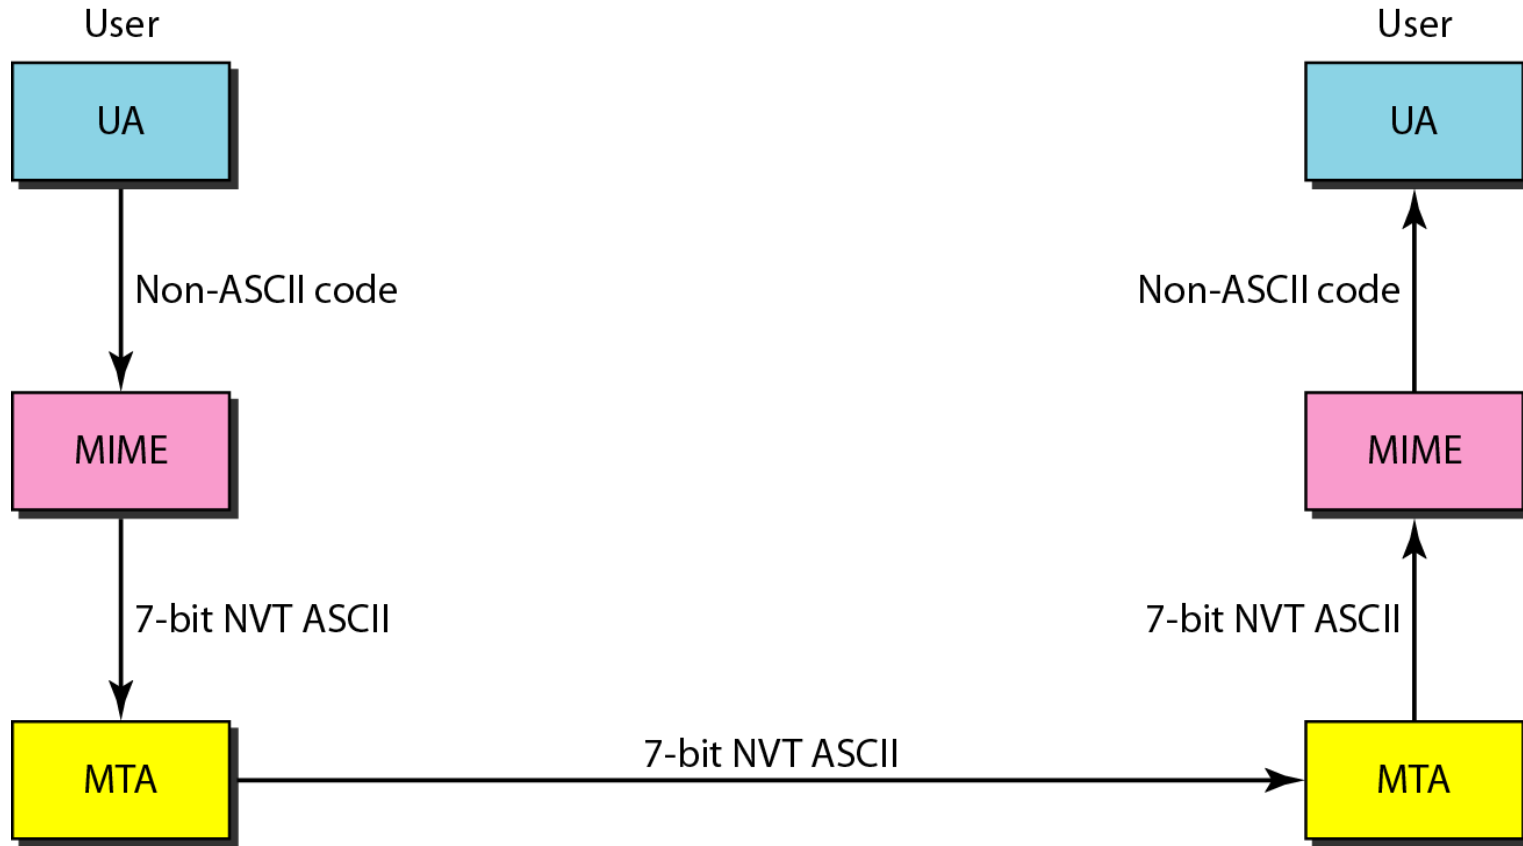 User
User
UA
UA
Non-ASCII code
Non-ASCII code
MIME
MIME
7-bit NVT ASCII
7-bit NVT ASCII
7-bit NVT ASCII
MTA
MTA